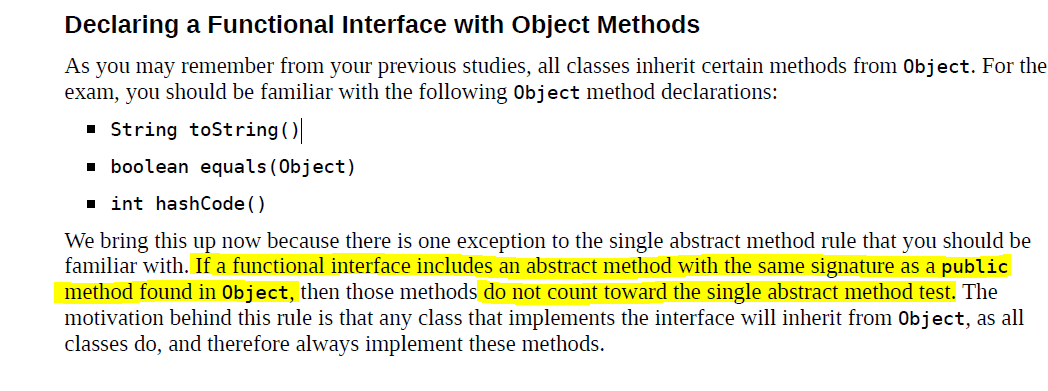 Declaring a Functional Interface with Object Methods
As you may remember from your previous studies, all classes inherit certain methods from Object. For the
exam, you should be familiar with the following Object method declarations:
▪ String toString()
▪ boolean equals(Object)
▪ int hashCode()
We bring this up now because there is one exception to the single abstract method rule that you should be
familiar with. If a functional interface includes an abstract method with the same signature as a public
method found in Object, then those methods do not count toward the single abstract method test. The
motivation behind this rule is that any class that implements the interface will inherit from Object, as all
classes do, and therefore always implement these methods.